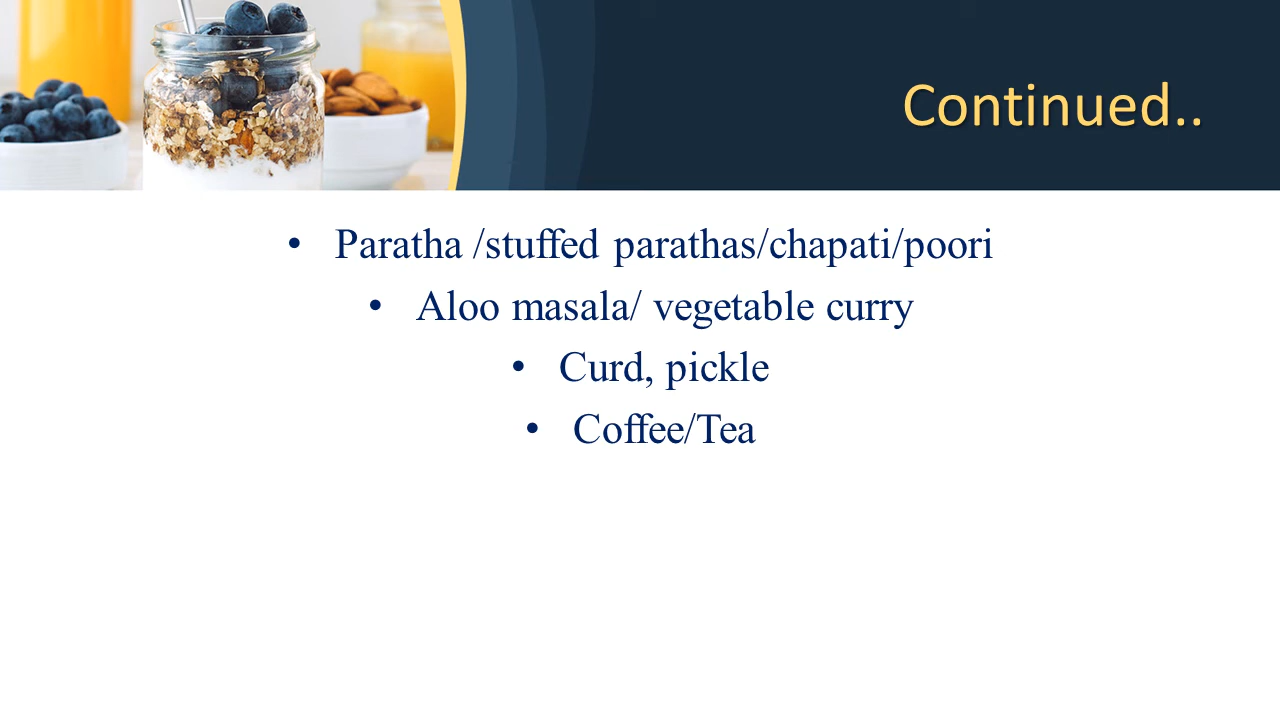 Continued..
• Paratha /stuffed parathas/chapati/poori
• Aloo masala/ vegetable curry
• Curd, pickle
• Coffee/Tea